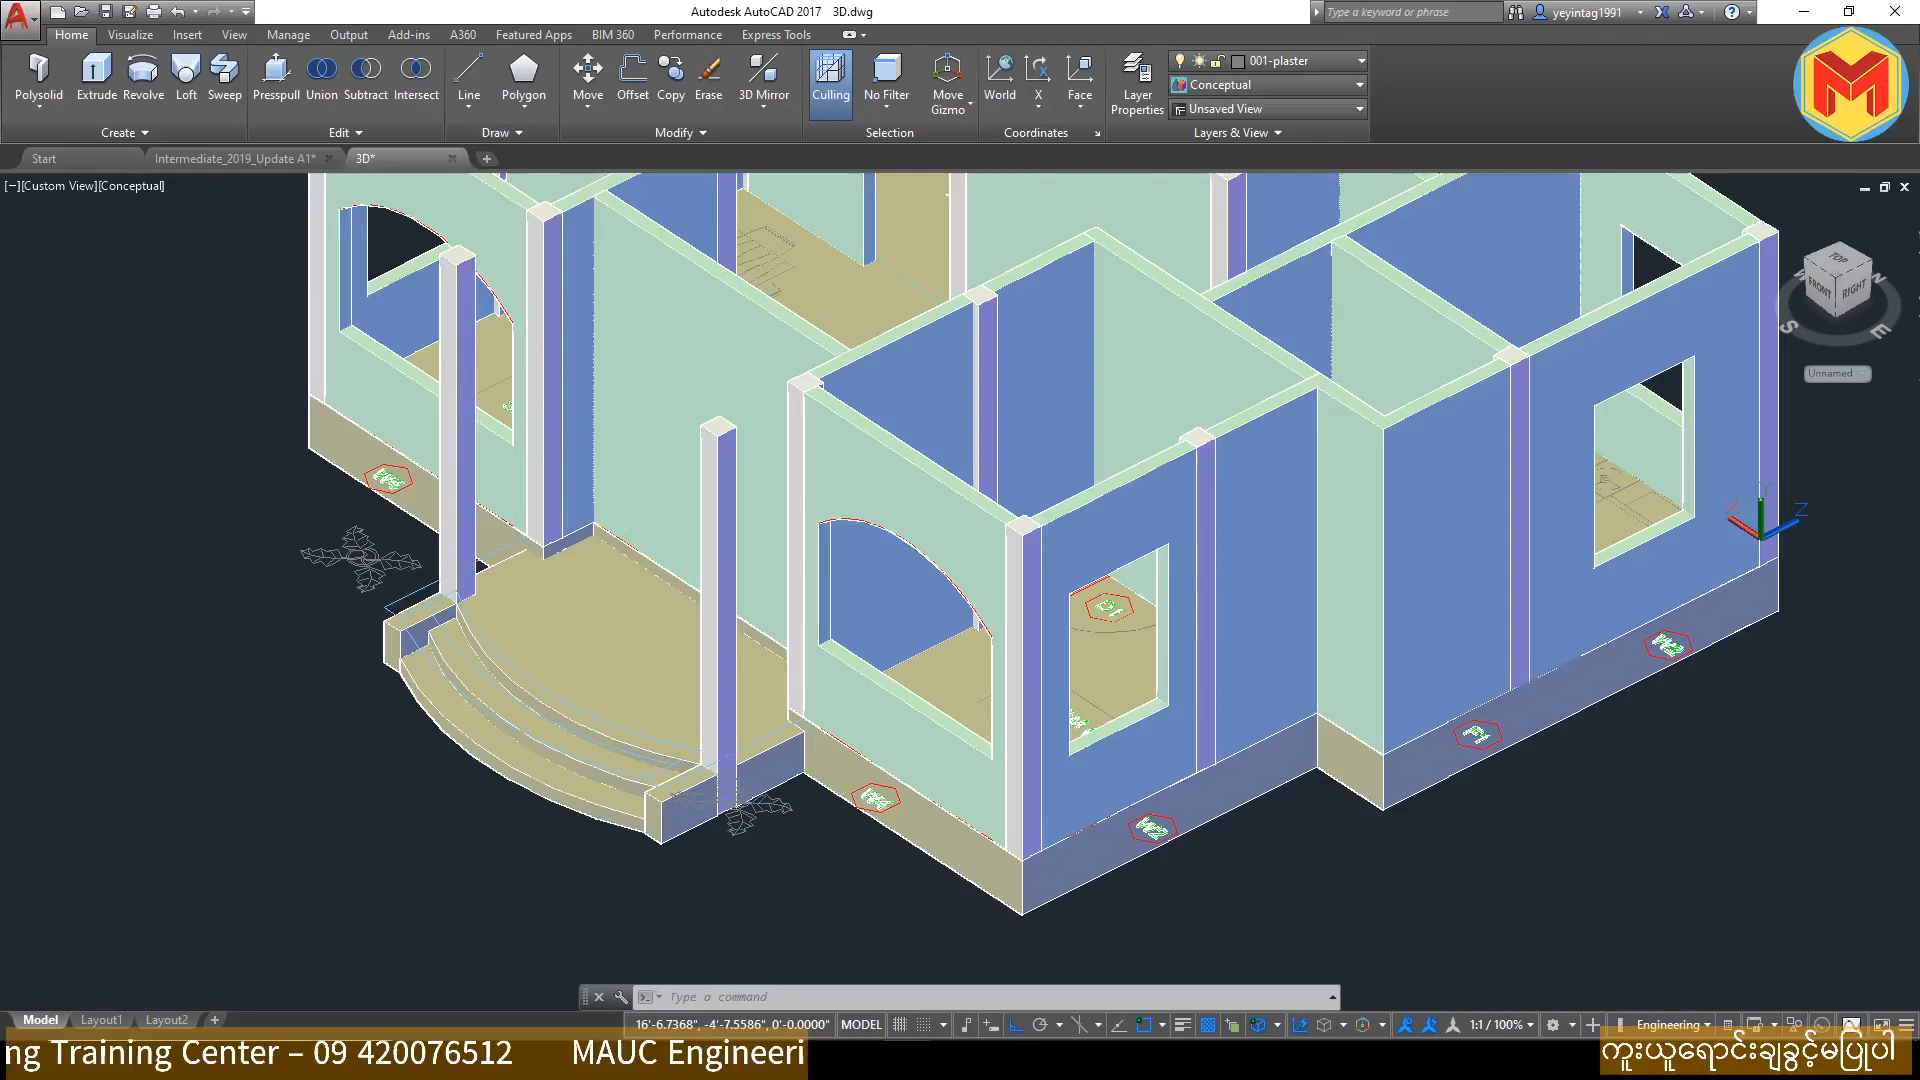 Autodesk AutoCAD 2017 3D.dwg
Type a keyword or phrase
yeyintag1991
Home Visualize Insert View Manage Output Add-ins A360 Featured Apps BIM 360 Performance Express Tools
Polysolid Extrude Revolve Loft Sweep Presspull Union Subtract Intersect Line Polygon Move Offset Copy Erase 3D Mirror Culling No Filter Move Gizmo World X Face Layer Properties
001-plaster
Conceptual
Unsaved View
Create Edit Draw Modify Selection Coordinates Layers & View
Start Intermediate_2019_Update A1* 3D*
[−][Custom View][Conceptual]
TOP
FRONT RIGHT
W N S E
Unnamed
X Y Z
D1
W2
F1
W4
W2
Type a command
Model Layout1 Layout2
16'-6.7368", -4'-7.5586", 0'-0.0000" MODEL 1:1 / 100% Engineering
ng Training Center – 09 420076512 MAUC Engineeri
ကူးယူရောင်းချခွင့်မပြုပါ